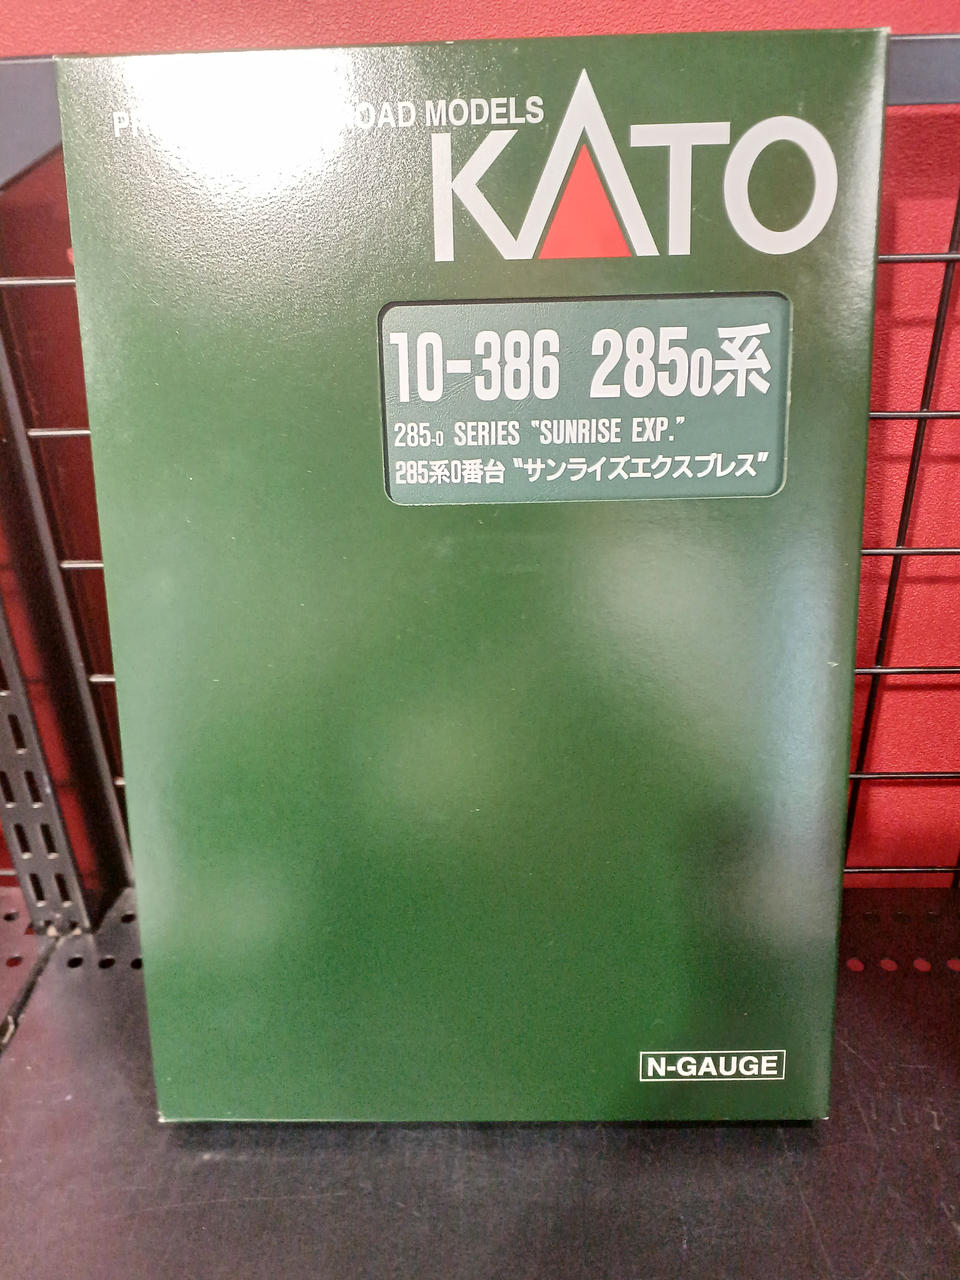 OAD MODELS
KATO
10-386 2850系
285-0 SERIES "SUNRISE EXP."
285系0番台 "サンライズエクスプレス"
N-GAUGE